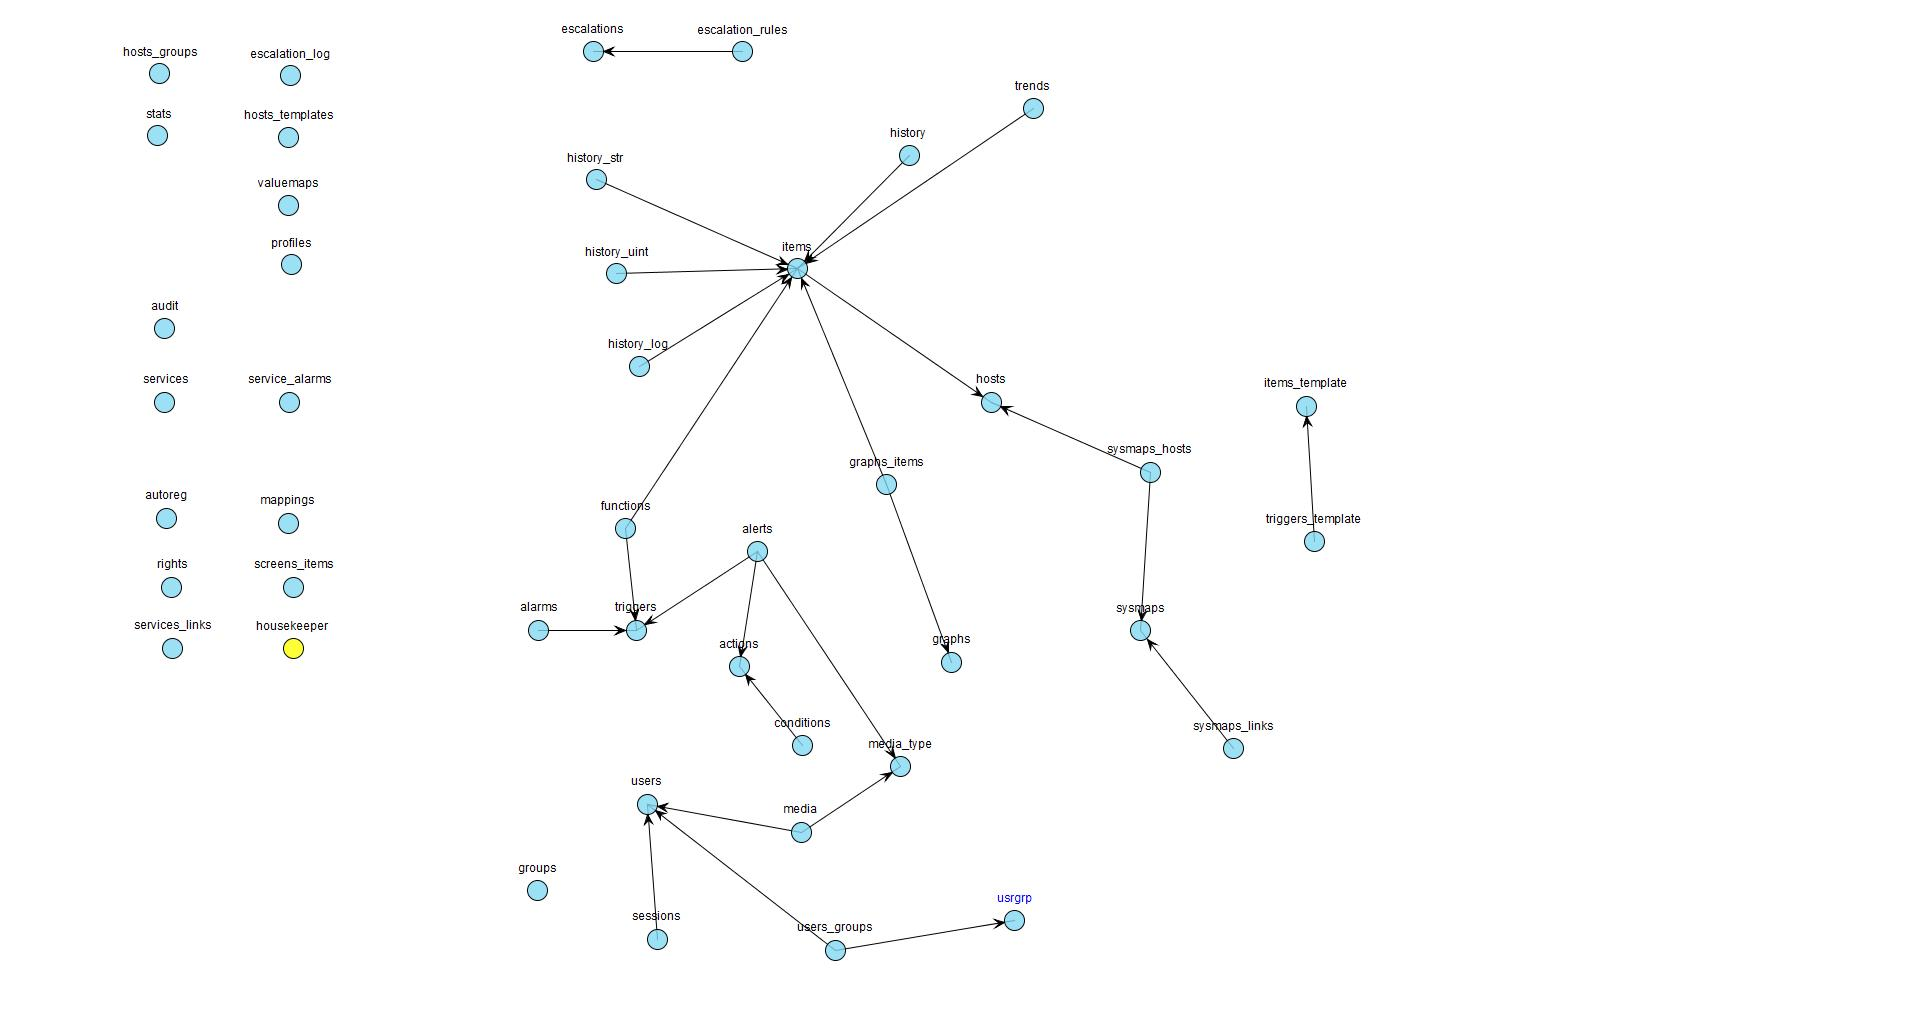 escalations
escalation_rules
hosts_groups
escalation_log
trends
stats
hosts_templates
history
history_str
valuemaps
profiles
items
history_uint
audit
history_log
services
service_alarms
hosts
items_template
sysmaps_hosts
graphs_items
autoreg
mappings
functions
triggers_template
alerts
rights
screens_items
alarms
triggers
sysmaps
services_links
housekeeper
actions
graphs
conditions
sysmaps_links
media_type
users
media
groups
usrgrp
sessions
users_groups